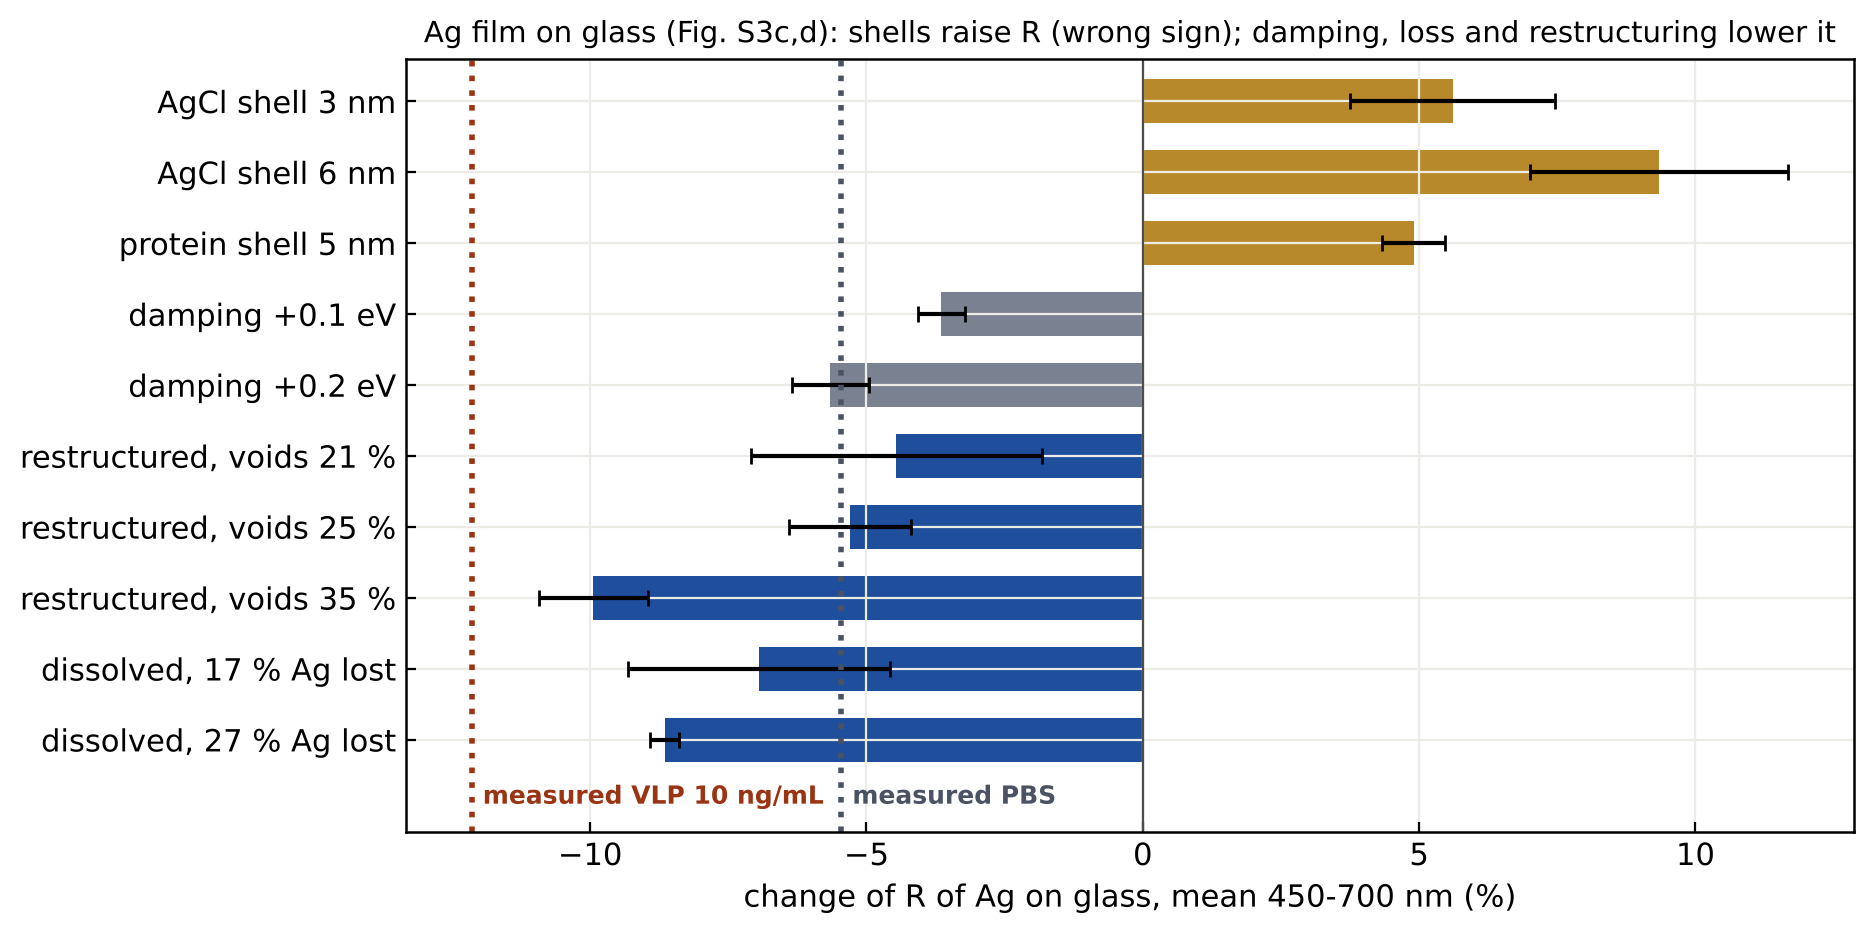 Ag film on glass (Fig. S3c,d): shells raise R (wrong sign); damping, loss and restructuring lower it
AgCl shell 3 nm
AgCl shell 6 nm
protein shell 5 nm
damping +0.1 eV
damping +0.2 eV
restructured, voids 21 %
restructured, voids 25 %
restructured, voids 35 %
dissolved, 17 % Ag lost
dissolved, 27 % Ag lost
measured VLP 10 ng/mL measured PBS
−10 −5 0 5 10
change of R of Ag on glass, mean 450-700 nm (%)